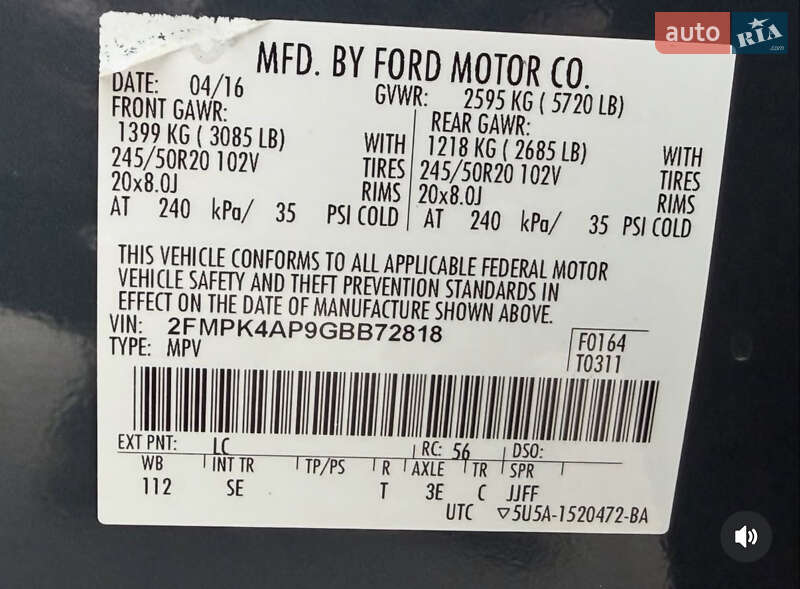 auto RIA.com
MFD. BY FORD MOTOR CO.
DATE: 04/16 GVWR: 2595 KG ( 5720 LB)
FRONT GAWR: REAR GAWR:
1399 KG ( 3085 LB) WITH 1218 KG ( 2685 LB) WITH
245/50R20 102V TIRES 245/50R20 102V TIRES
20x8.0J RIMS 20x8.0J RIMS
AT 240 kPa/ 35 PSI COLD AT 240 kPa/ 35 PSI COLD
THIS VEHICLE CONFORMS TO ALL APPLICABLE FEDERAL MOTOR
VEHICLE SAFETY AND THEFT PREVENTION STANDARDS IN
EFFECT ON THE DATE OF MANUFACTURE SHOWN ABOVE.
VIN: 2FMPK4AP9GBB72818 F0164
TYPE: MPV T0311
EXT PNT: LC RC: 56 DSO:
WB INT TR TP/PS R AXLE TR SPR
112 SE T 3E C JJFF
UTC ▽5U5A-1520472-BA